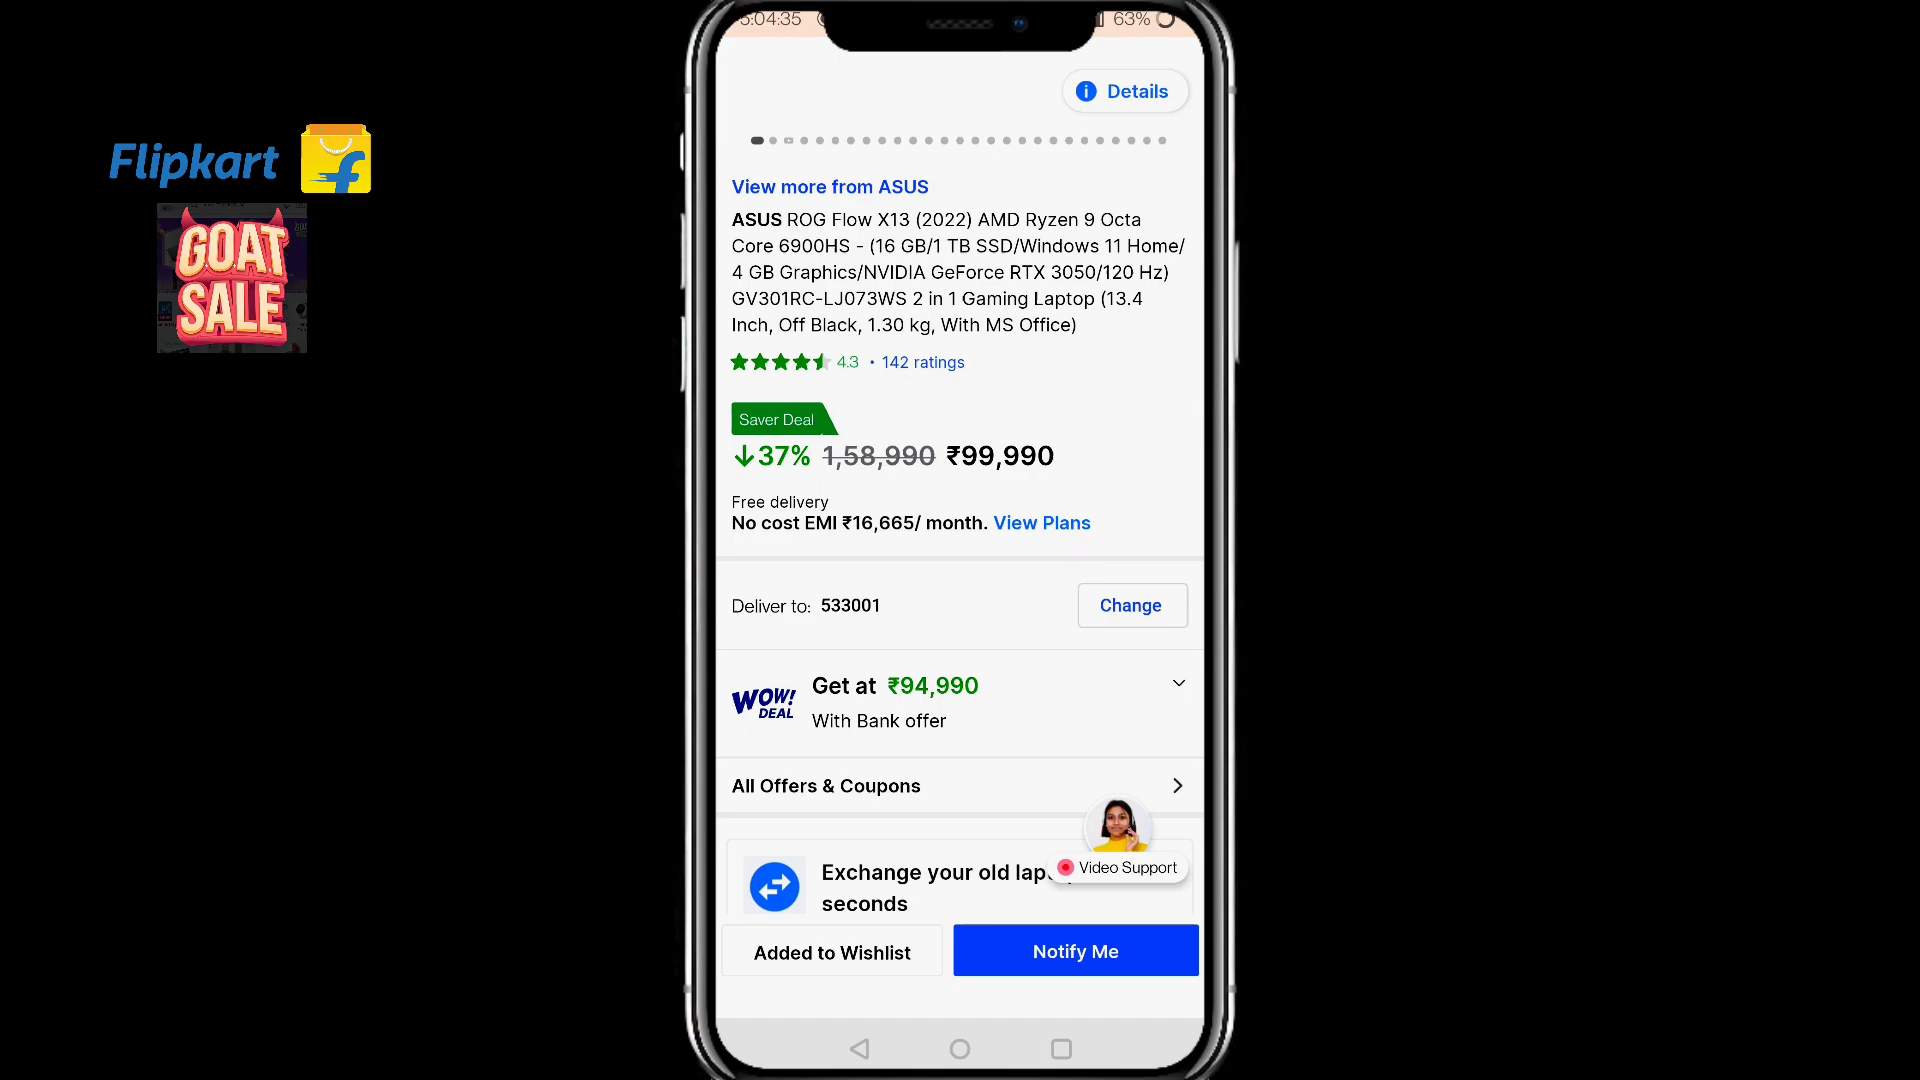 5:04:35
63%
Details
Flipkart
GOAT
SALE
View more from ASUS
ASUS ROG Flow X13 (2022) AMD Ryzen 9 Octa
Core 6900HS - (16 GB/1 TB SSD/Windows 11 Home/
4 GB Graphics/NVIDIA GeForce RTX 3050/120 Hz)
GV301RC-LJ073WS 2 in 1 Gaming Laptop (13.4
Inch, Off Black, 1.30 kg, With MS Office)
4.3 • 142 ratings
Saver Deal
↓37% 1,58,990 ₹99,990
Free delivery
No cost EMI ₹16,665/ month. View Plans
Deliver to: 533001
Change
WOW!
DEAL
Get at ₹94,990
With Bank offer
All Offers & Coupons
Exchange your old
seconds
Video Support
Added to Wishlist
Notify Me